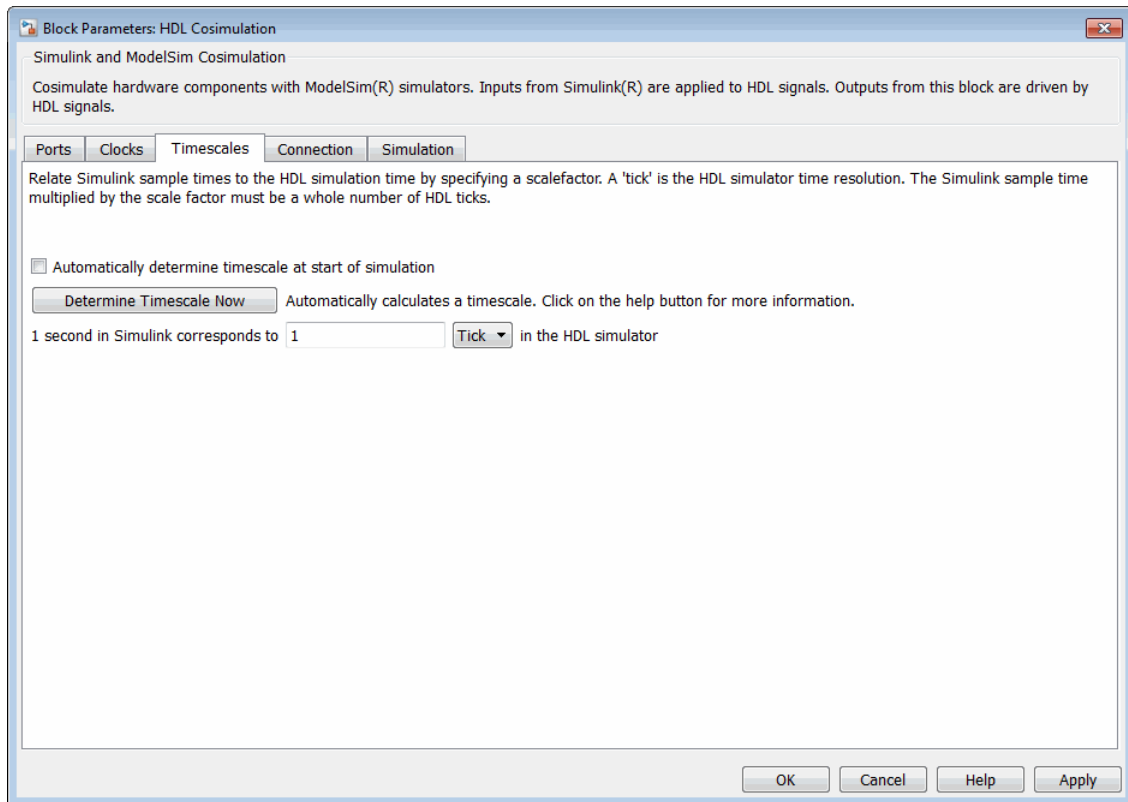 Block Parameters: HDL Cosimulation
Simulink and ModelSim Cosimulation
Cosimulate hardware components with ModelSim(R) simulators. Inputs from Simulink(R) are applied to HDL signals. Outputs from this block are driven by
HDL signals.
Ports Clocks Timescales Connection Simulation
Relate Simulink sample times to the HDL simulation time by specifying a scalefactor. A 'tick' is the HDL simulator time resolution. The Simulink sample time
multiplied by the scale factor must be a whole number of HDL ticks.
Automatically determine timescale at start of simulation
Determine Timescale Now Automatically calculates a timescale. Click on the help button for more information.
1 second in Simulink corresponds to 1 Tick in the HDL simulator
OK Cancel Help Apply